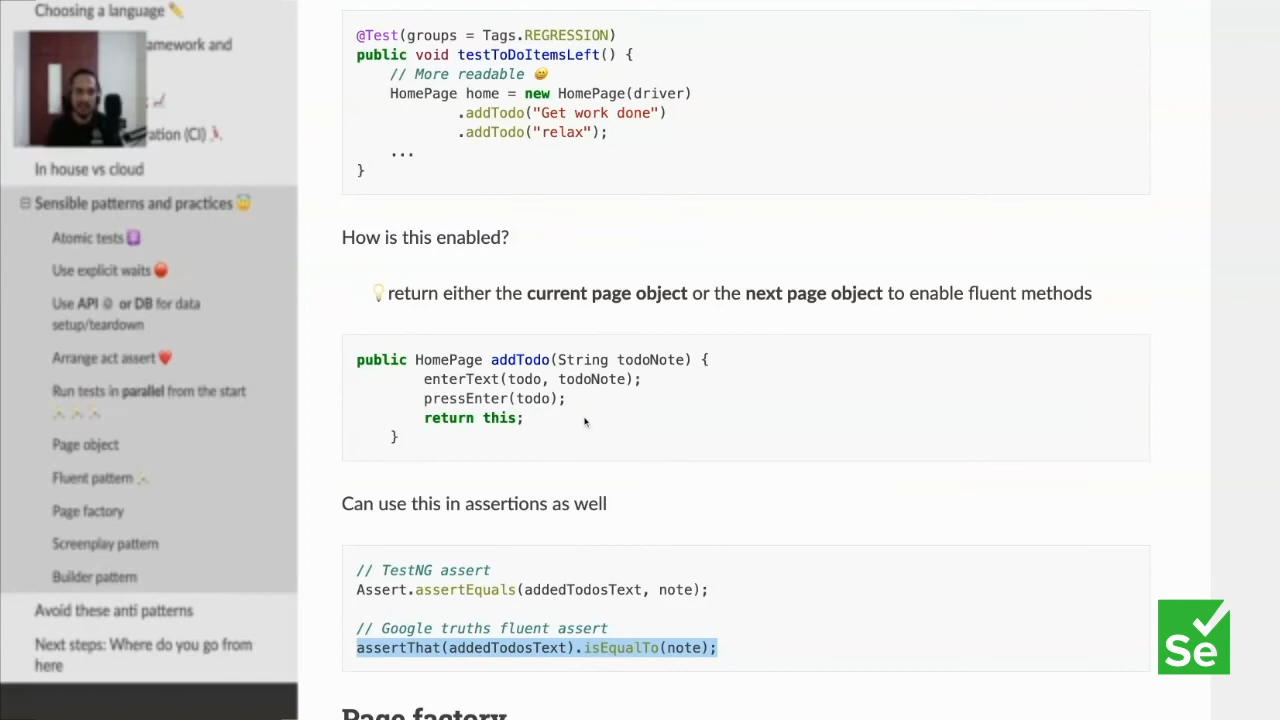 Choosing a language ✏️
amework and
ation (CI)
In house vs cloud
Sensible patterns and practices 😇
Atomic tests ⚛️
Use explicit waits 🔴
Use API ⚙ or DB for data
setup/teardown
Arrange act assert ❤️
Run tests in parallel from the start
Page object
Fluent pattern
Page factory
Screenplay pattern
Builder pattern
Avoid these anti patterns
Next steps: Where do you go from
here
@Test(groups = Tags.REGRESSION)
public void testToDoItemsLeft() {
// More readable 😀
HomePage home = new HomePage(driver)
.addTodo("Get work done")
.addTodo("relax");
...
}
How is this enabled?
💡return either the current page object or the next page object to enable fluent methods
public HomePage addTodo(String todoNote) {
enterText(todo, todoNote);
pressEnter(todo);
return this;
}
Can use this in assertions as well
// TestNG assert
Assert.assertEquals(addedTodosText, note);
// Google truths fluent assert
assertThat(addedTodosText).isEqualTo(note);
Page factory
Se